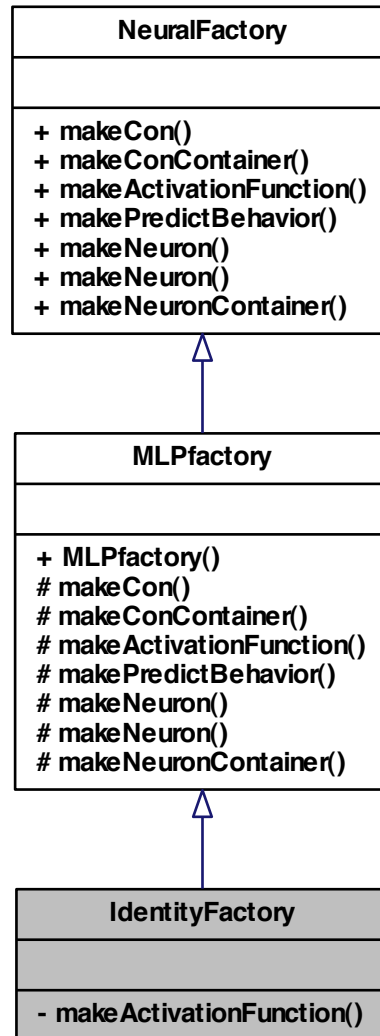 NeuralFactory
+ makeCon()
+ makeConContainer()
+ makeActivationFunction()
+ makePredictBehavior()
+ makeNeuron()
+ makeNeuron()
+ makeNeuronContainer()
MLPfactory
+ MLPfactory()
# makeCon()
# makeConContainer()
# makeActivationFunction()
# makePredictBehavior()
# makeNeuron()
# makeNeuron()
# makeNeuronContainer()
IdentityFactory
- makeActivationFunction()